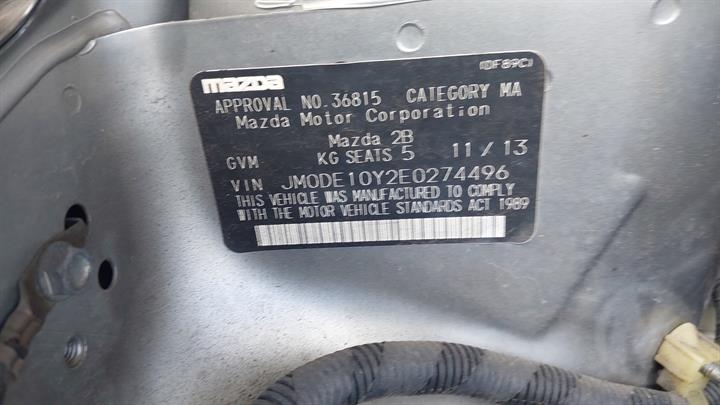 (DF89C)
mazda
APPROVAL NO.36815 CATEGORY MA
Mazda Motor Corporation
Mazda 2B
GVM KG SEATS 5 11/13
VIN JM0DE10Y2E0274496
THIS VEHICLE WAS MANUFACTURED TO COMPLY
WITH THE MOTOR VEHICLE STANDARDS ACT 1989